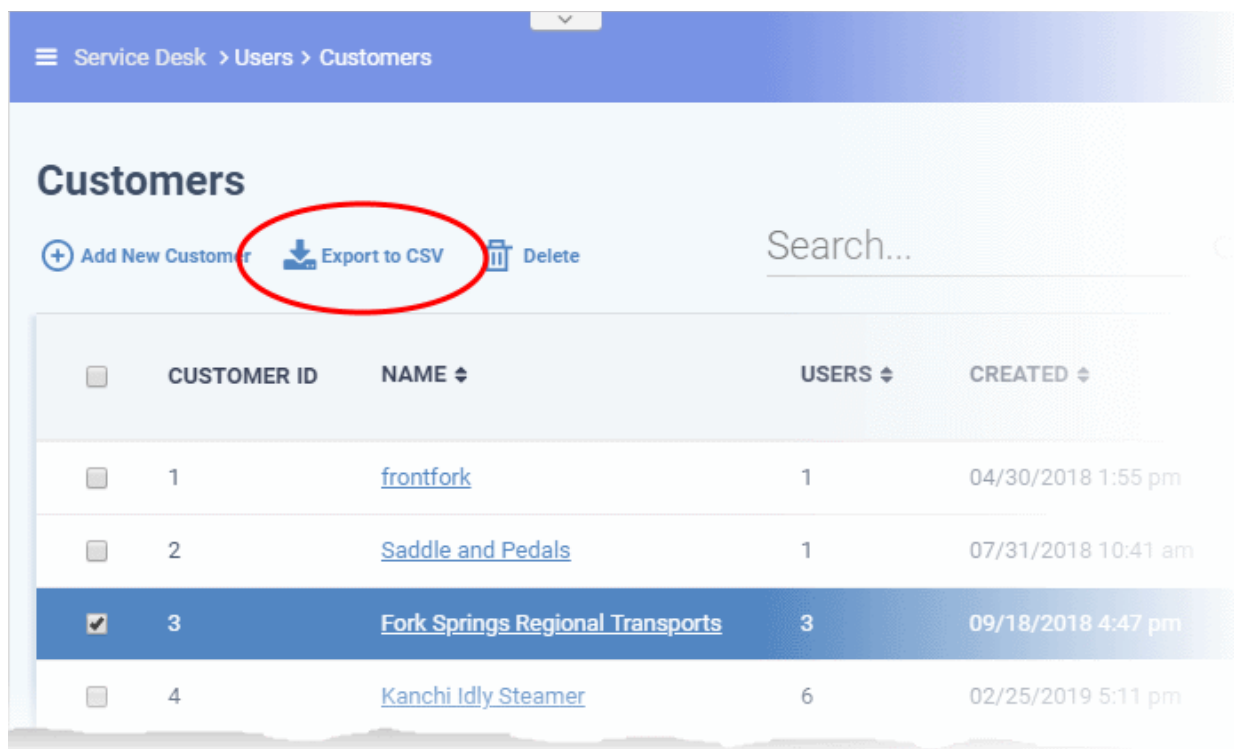 Service Desk > Users > Customers
Customers
Add New Customer Export to CSV Delete Search...
CUSTOMER ID NAME USERS CREATED
1 frontfork 1 04/30/2018 1:55 pm
2 Saddle and Pedals 1 07/31/2018 10:41 am
3 Fork Springs Regional Transports 3 09/18/2018 4:47 pm
4 Kanchi Idly Steamer 6 02/25/2019 5:11 pm